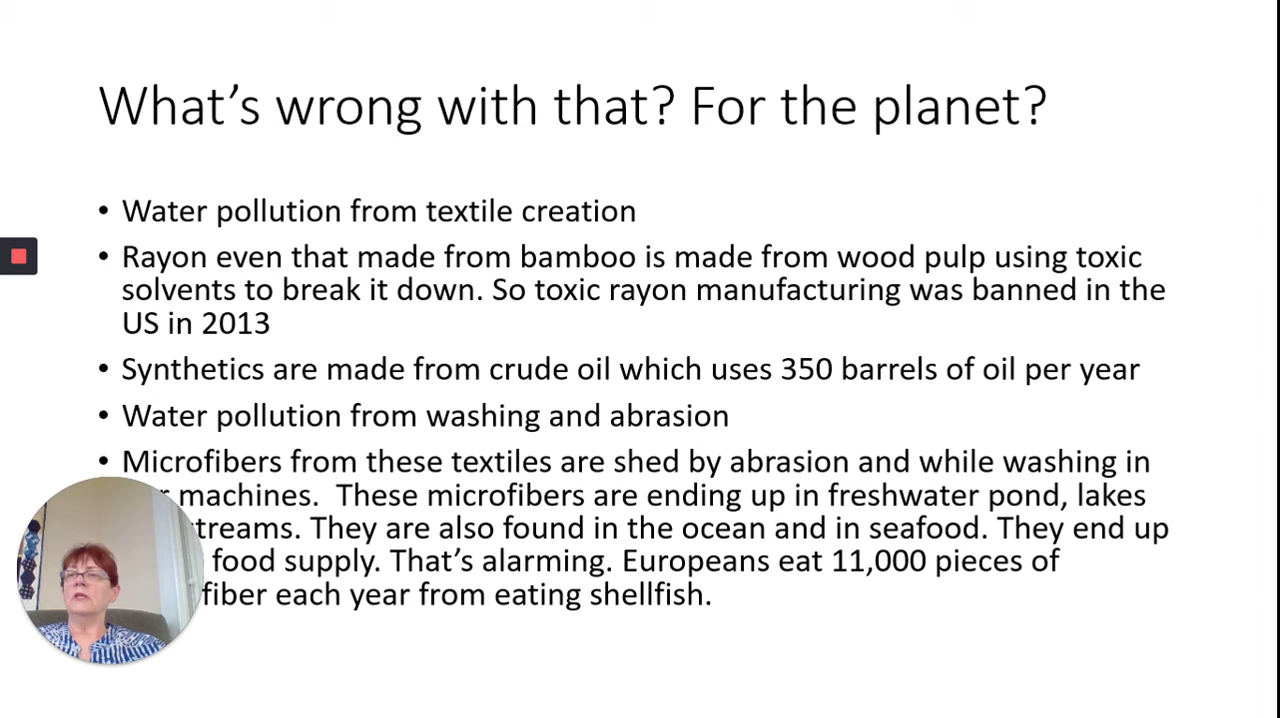 What's wrong with that? For the planet?
• Water pollution from textile creation
• Rayon even that made from bamboo is made from wood pulp using toxic
solvents to break it down. So toxic rayon manufacturing was banned in the
US in 2013
• Synthetics are made from crude oil which uses 350 barrels of oil per year
• Water pollution from washing and abrasion
• Microfibers from these textiles are shed by abrasion and while washing in
machines. These microfibers are ending up in freshwater pond, lakes
streams. They are also found in the ocean and in seafood. They end up
food supply. That's alarming. Europeans eat 11,000 pieces of
fiber each year from eating shellfish.